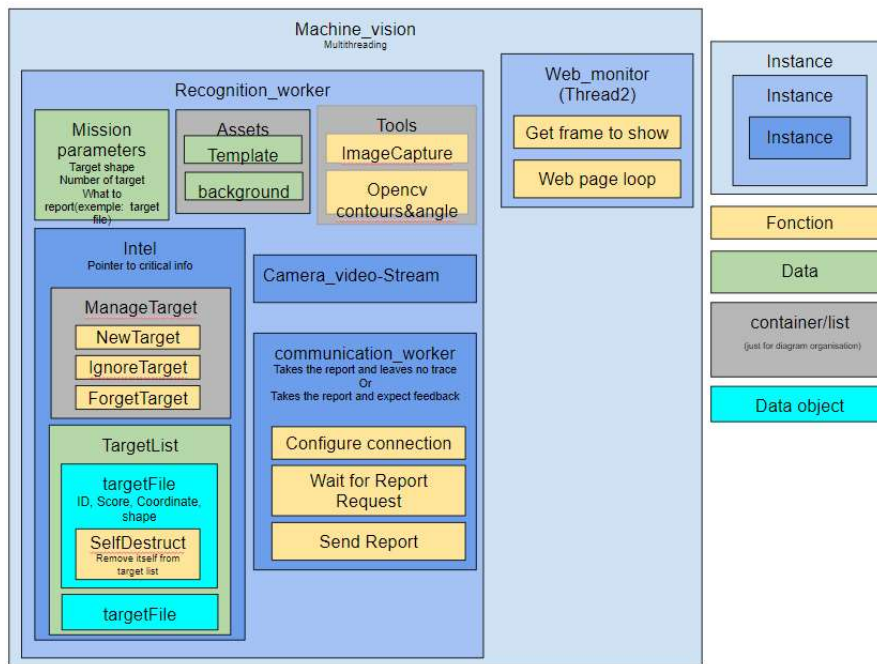 Machine_vision
Multithreading
Recognition_worker
Mission
parameters
Target shape
Number of target
What to
report(exemple: target
file)
Assets
Template
background
Tools
ImageCapture
Opencv
contours&angle
Intel
Pointer to critical info
ManageTarget
NewTarget
IgnoreTarget
ForgetTarget
TargetList
targetFile
ID, Score, Coordinate,
shape
SelfDestruct
Remove itself from
target list
targetFile
Camera_video-Stream
communication_worker
Takes the report and leaves no trace
Or
Takes the report and expect feedback
Configure connection
Wait for Report
Request
Send Report
Web_monitor
(Thread2)
Get frame to show
Web page loop
Instance
Instance
Instance
Fonction
Data
container/list
(just for diagram organisation)
Data object